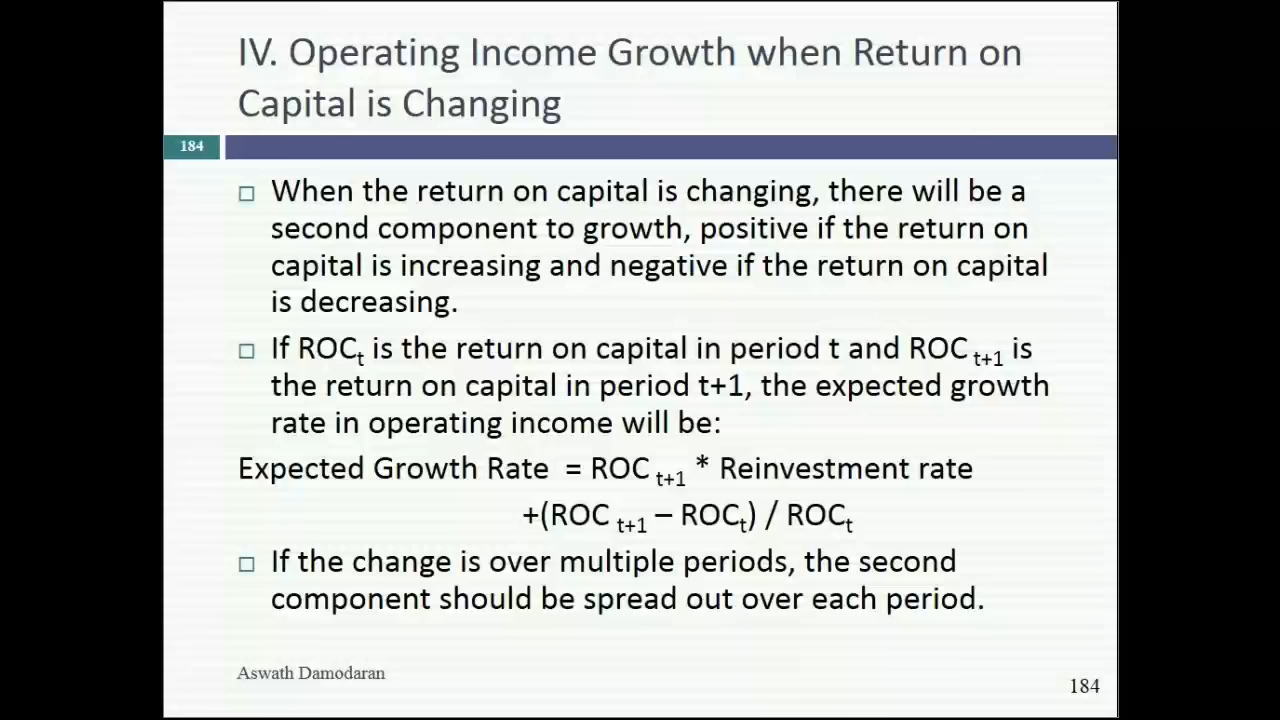 IV. Operating Income Growth when Return on
Capital is Changing
184
□ When the return on capital is changing, there will be a
second component to growth, positive if the return on
capital is increasing and negative if the return on capital
is decreasing.
□ If ROCt is the return on capital in period t and ROC t+1 is
the return on capital in period t+1, the expected growth
rate in operating income will be:
Expected Growth Rate = ROC t+1 * Reinvestment rate
+(ROC t+1 – ROCt) / ROCt
□ If the change is over multiple periods, the second
component should be spread out over each period.
Aswath Damodaran
184